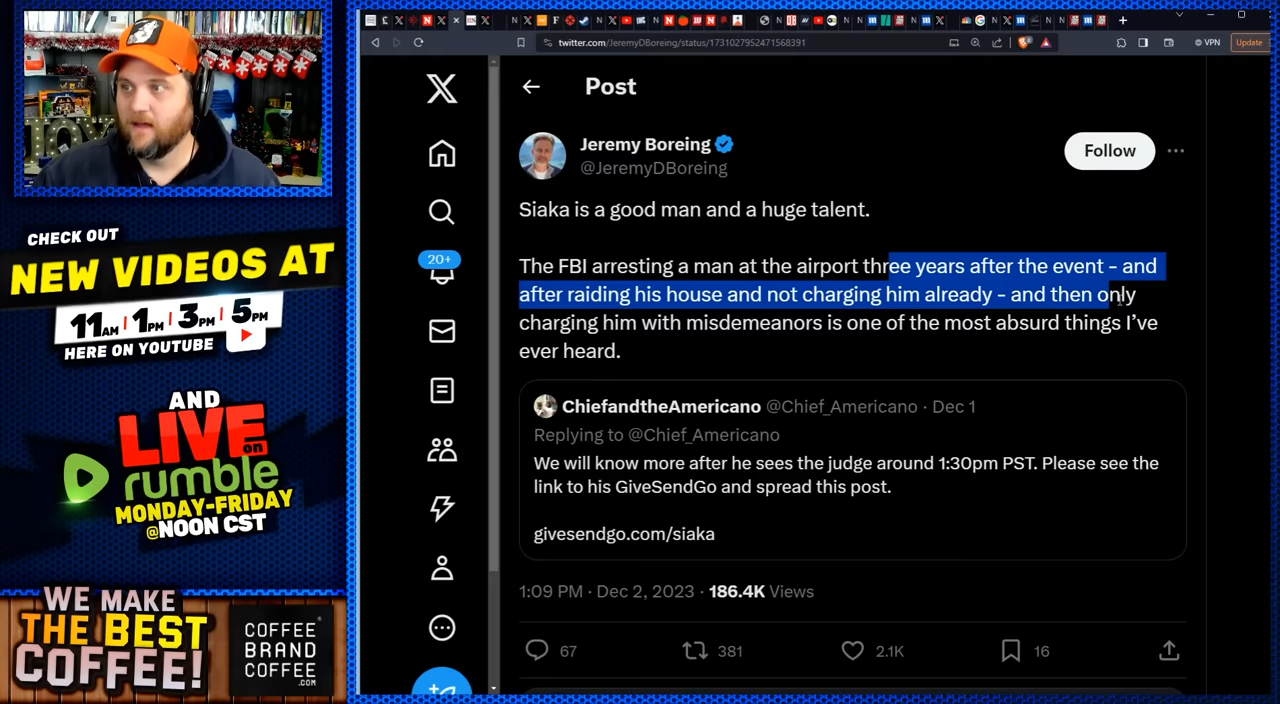 CHECK OUT
NEW VIDEOS AT
11AM | 1PM | 3PM | 5PM
HERE ON YOUTUBE
AND
LIVE on
rumble
MONDAY-FRIDAY
@NOON CST
WE MAKE
THE BEST
COFFEE!
COFFEE
BRAND
COFFEE
.COM
twitter.com/JeremyDBoreing/status/1731027952471568391
VPN
Update
20+
Post
Jeremy Boreing
@JeremyDBoreing
Follow
Siaka is a good man and a huge talent.
The FBI arresting a man at the airport three years after the event - and
after raiding his house and not charging him already - and then only
charging him with misdemeanors is one of the most absurd things I've
ever heard.
ChiefandtheAmericano @Chief_Americano · Dec 1
Replying to @Chief_Americano
We will know more after he sees the judge around 1:30pm PST. Please see the
link to his GiveSendGo and spread this post.
givesendgo.com/siaka
1:09 PM · Dec 2, 2023 · 186.4K Views
67
381
2.1K
16